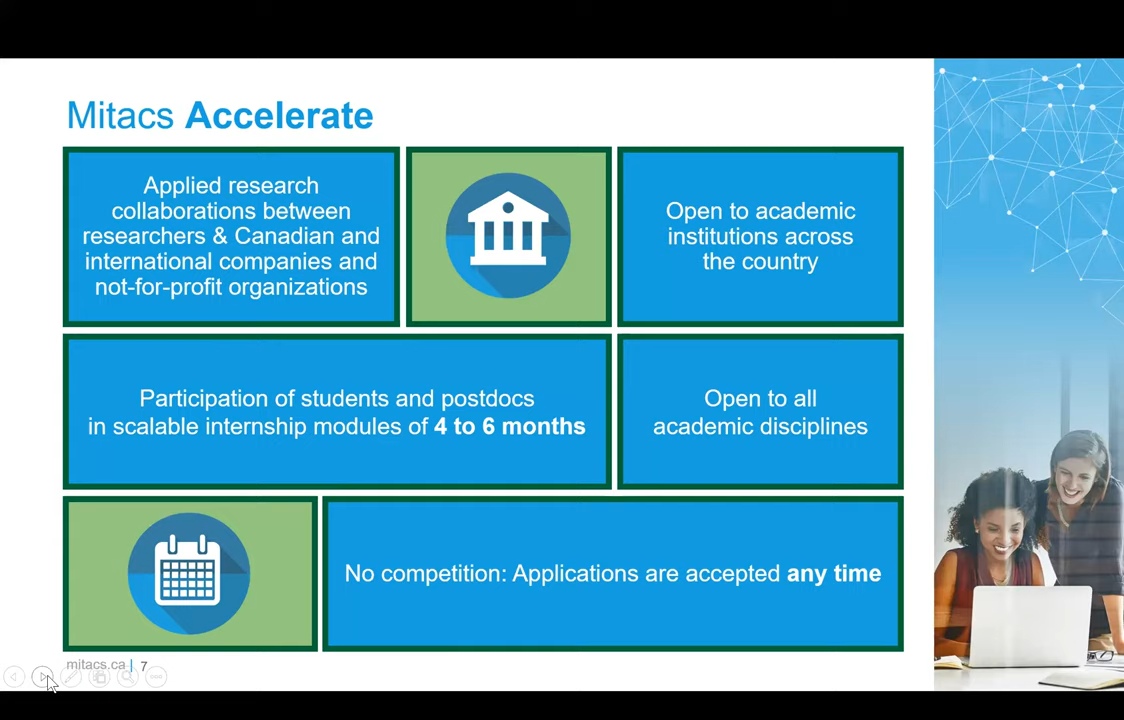 Mitacs Accelerate
Applied research
collaborations between
researchers & Canadian and
international companies and
not-for-profit organizations
Open to academic
institutions across
the country
Participation of students and postdocs
in scalable internship modules of 4 to 6 months
Open to all
academic disciplines
No competition: Applications are accepted any time
mitacs.ca | 7